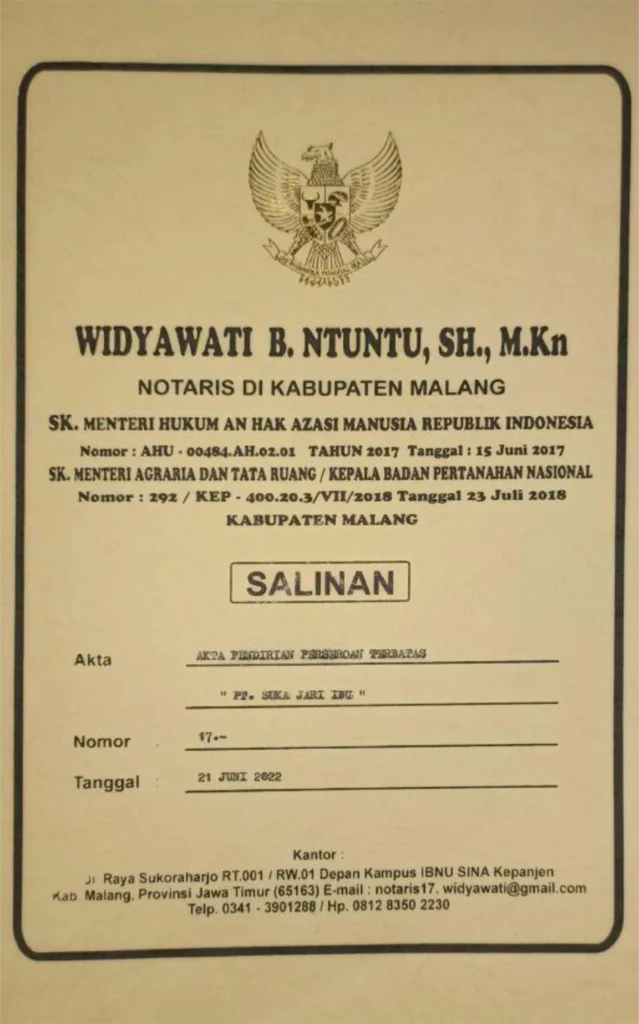 WIDYAWATI B. NTUNTU, SH., M.Kn
NOTARIS DI KABUPATEN MALANG
SK. MENTERI HUKUM AN HAK AZASI MANUSIA REPUBLIK INDONESIA
Nomor : AHU - 00484.AH.02.01 TAHUN 2017 Tanggal : 15 Juni 2017
SK. MENTERI AGRARIA DAN TATA RUANG / KEPALA BADAN PERTANAHAN NASIONAL
Nomor : 292 / KEP - 400.20.3/VII/2018 Tanggal 23 Juli 2018
KABUPATEN MALANG
SALINAN
Akta AKTA PENDIRIAN PERSEROAN TERBATAS
" PT. SUKA JARI IBU "
Nomor : 17.-
Tanggal : 21 JUNI 2022
Kantor :
Jl Raya Sukoraharjo RT.001 / RW.01 Depan Kampus IBNU SINA Kepanjen
Kab. Malang, Provinsi Jawa Timur (65163) E-mail : notaris17. widyawati@gmail.com
Telp. 0341 - 3901288 / Hp. 0812 8350 2230